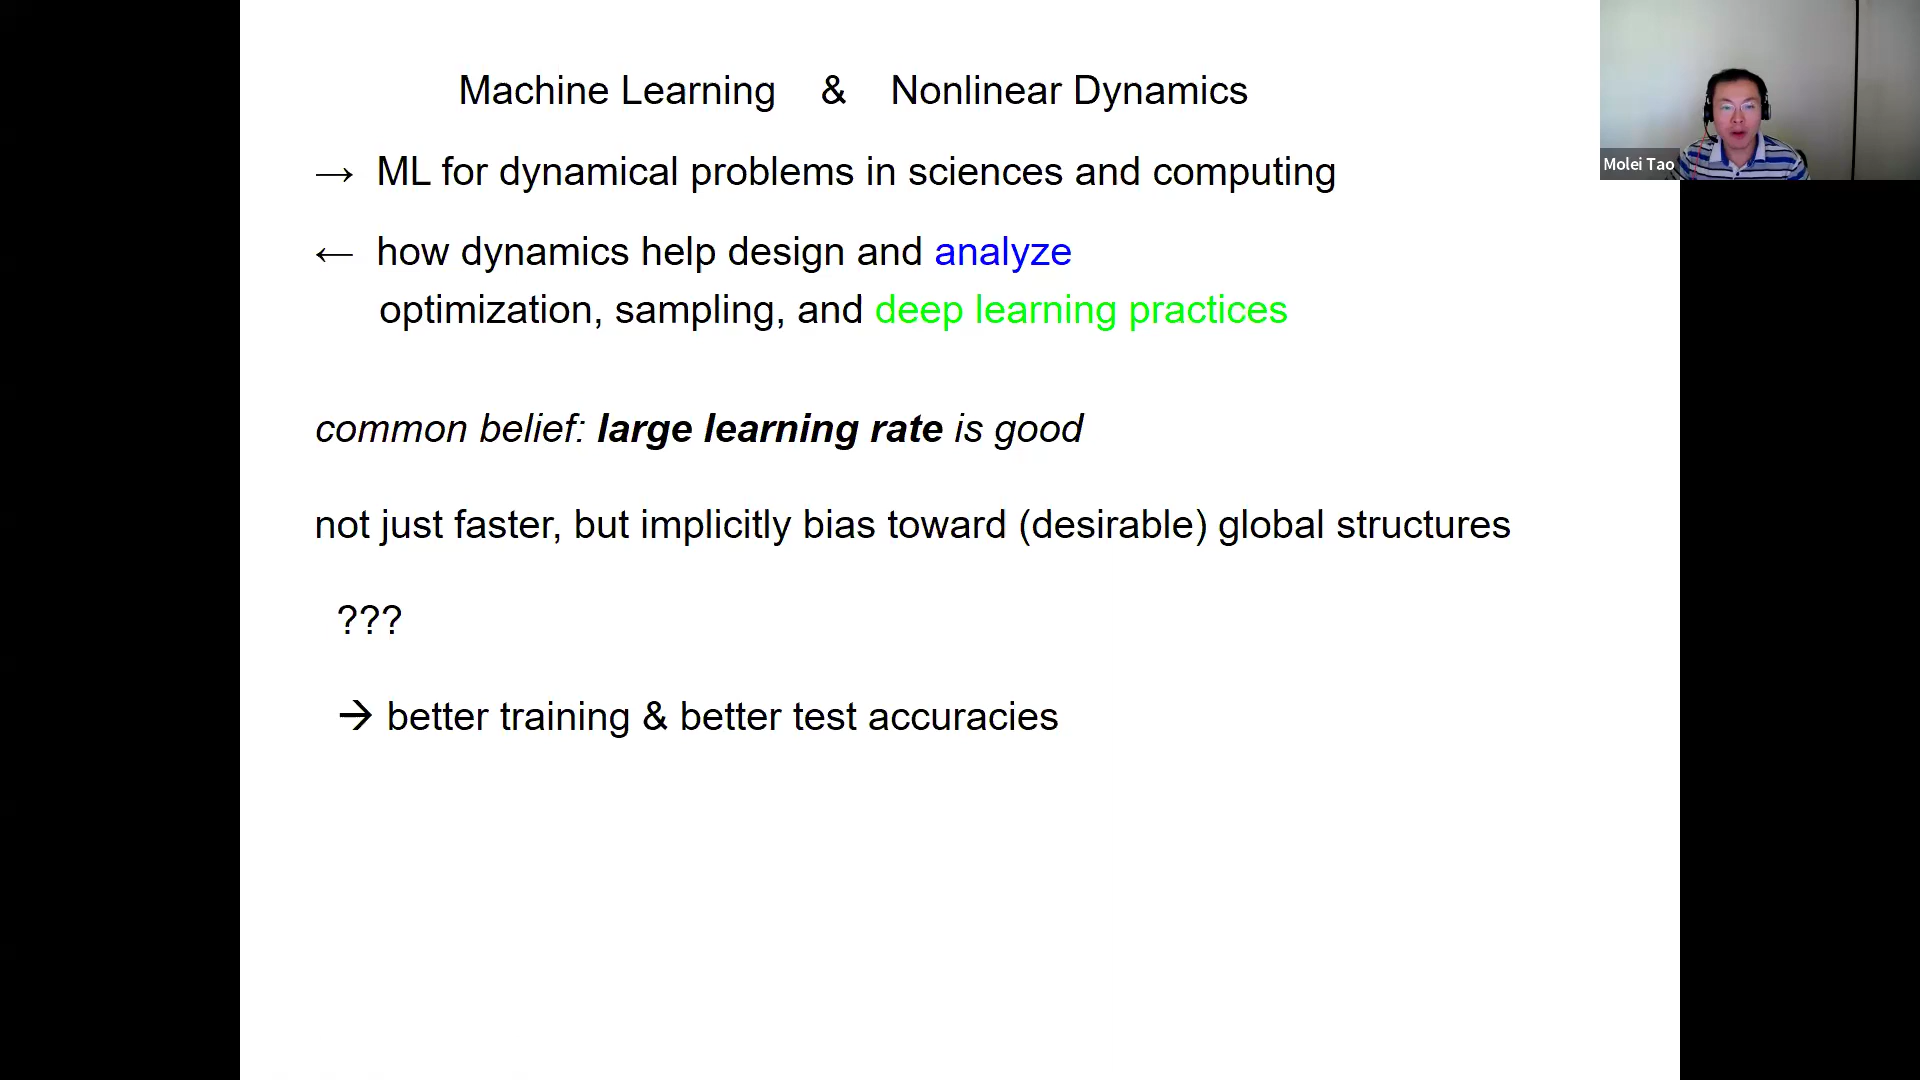 Machine Learning & Nonlinear Dynamics
→ ML for dynamical problems in sciences and computing
← how dynamics help design and analyze
optimization, sampling, and deep learning practices
common belief: large learning rate is good
not just faster, but implicitly bias toward (desirable) global structures
???
→ better training & better test accuracies
Molei Tao